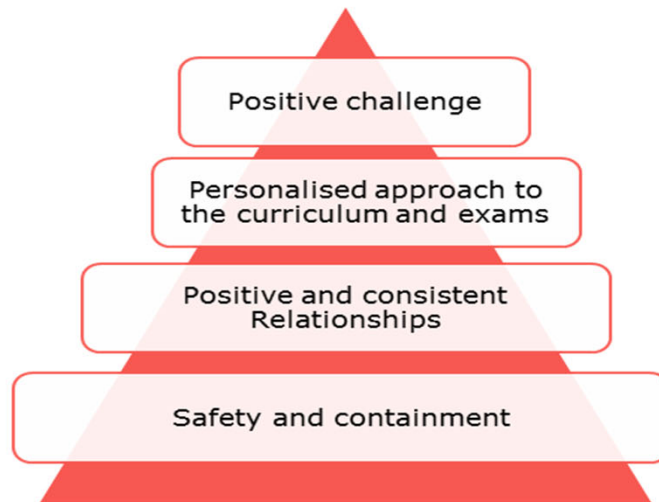 Positive challenge
Personalised approach to
the curriculum and exams
Positive and consistent
Relationships
Safety and containment